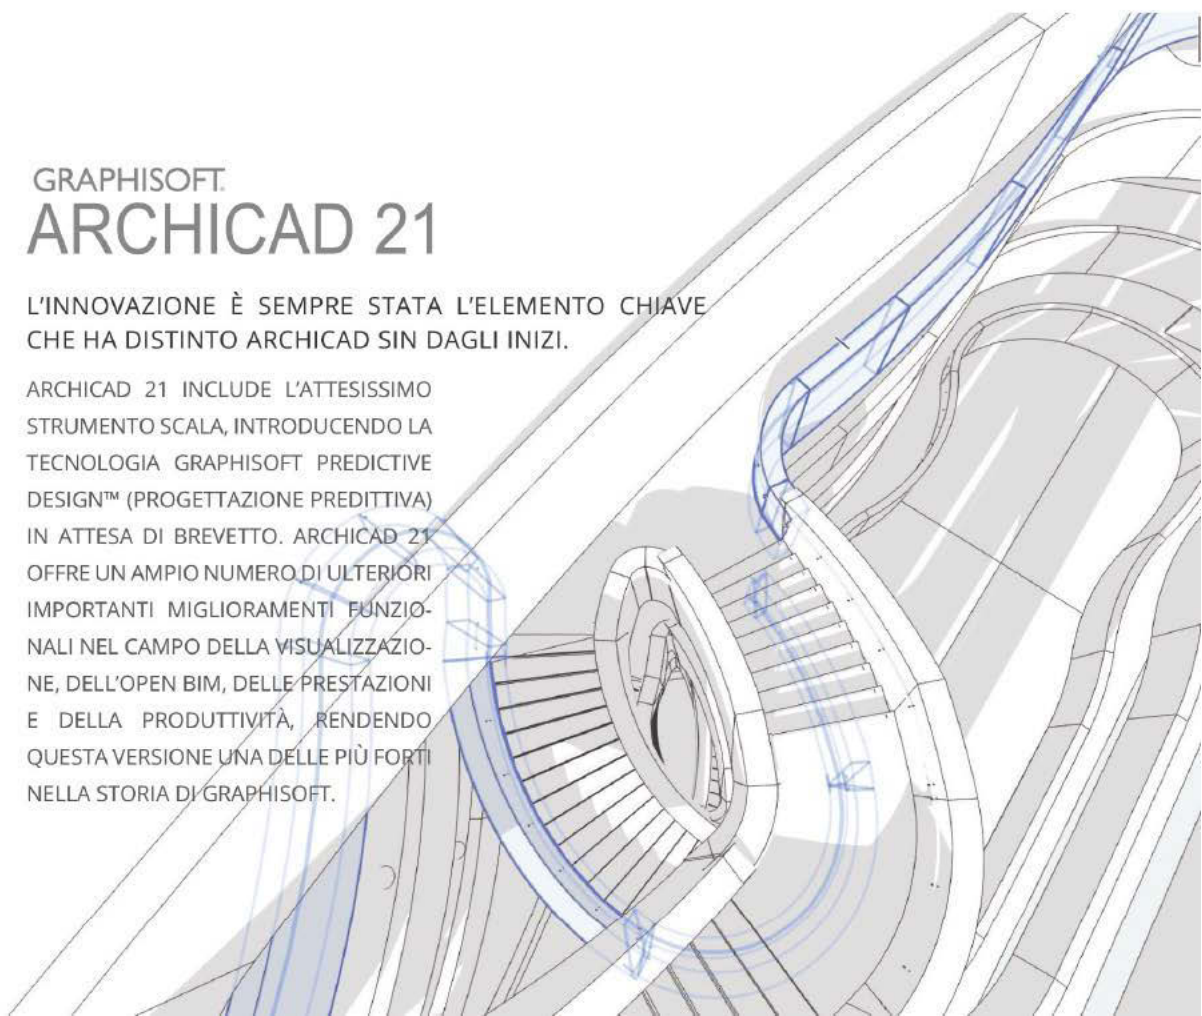 GRAPHISOFT.
ARCHICAD 21
L'INNOVAZIONE È SEMPRE STATA L'ELEMENTO CHIAVE
CHE HA DISTINTO ARCHICAD SIN DAGLI INIZI.
ARCHICAD 21 INCLUDE L'ATTESISSIMO
STRUMENTO SCALA, INTRODUCENDO LA
TECNOLOGIA GRAPHISOFT PREDICTIVE
DESIGN™ (PROGETTAZIONE PREDITTIVA)
IN ATTESA DI BREVETTO. ARCHICAD 21
OFFRE UN AMPIO NUMERO DI ULTERIORI
IMPORTANTI MIGLIORAMENTI FUNZIO-
NALI NEL CAMPO DELLA VISUALIZZAZIO-
NE, DELL'OPEN BIM, DELLE PRESTAZIONI
E DELLA PRODUTTIVITÀ, RENDENDO
QUESTA VERSIONE UNA DELLE PIÙ FORTI
NELLA STORIA DI GRAPHISOFT.